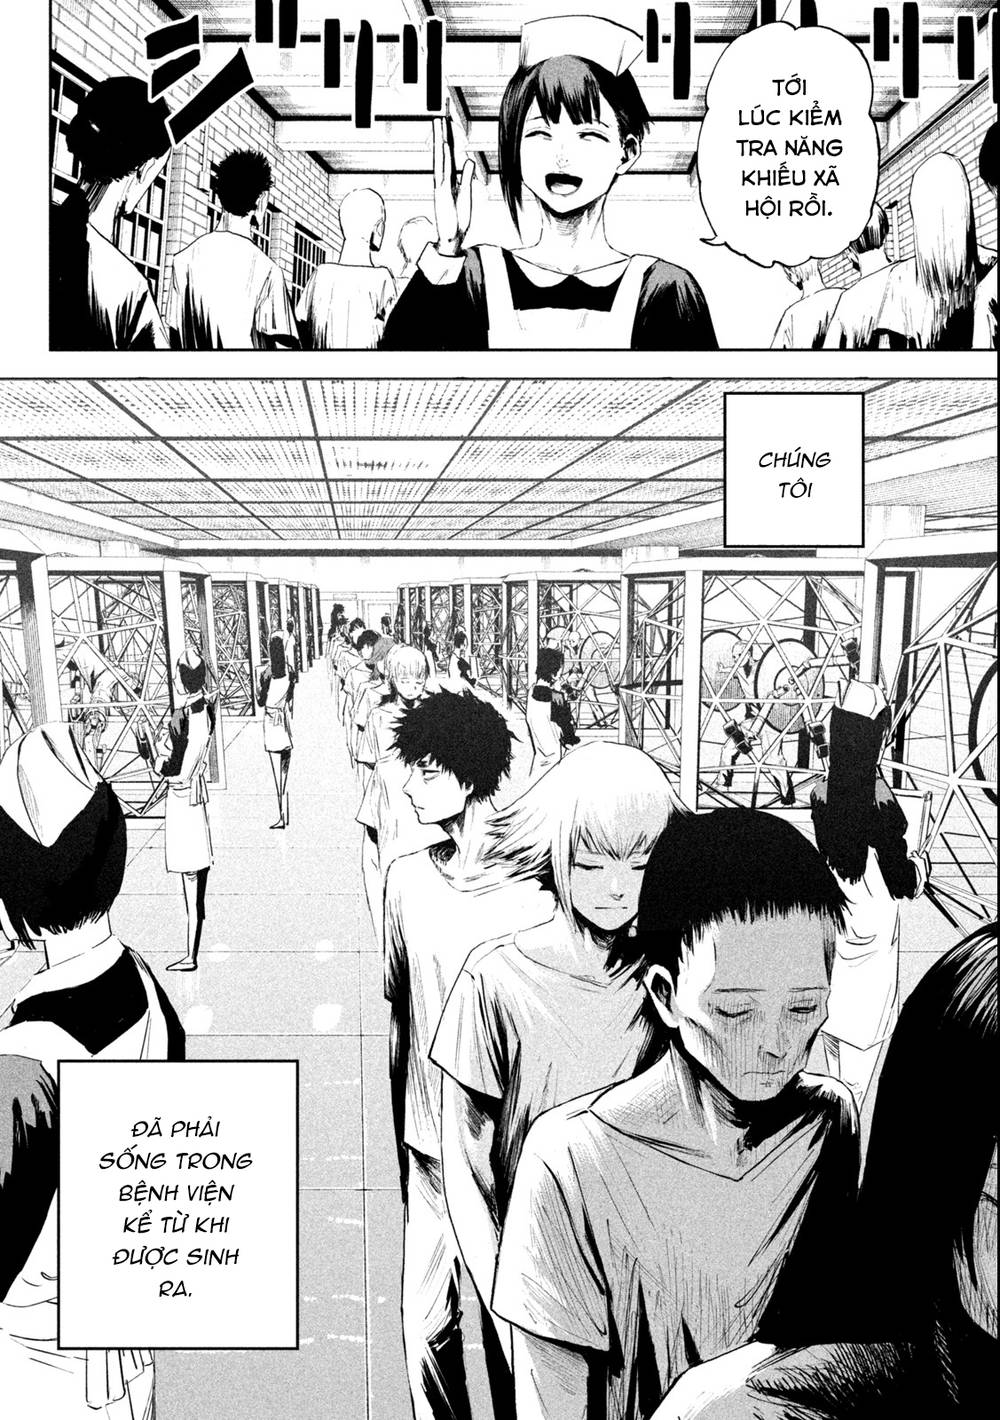 TỚI
LÚC KIỂM
TRA NĂNG
KHIẾU XÃ
HỘI RỒI.
CHÚNG
TÔI
ĐÃ PHẢI
SỐNG TRONG
BỆNH VIỆN
KỂ TỪ KHI
ĐƯỢC SINH
RA.